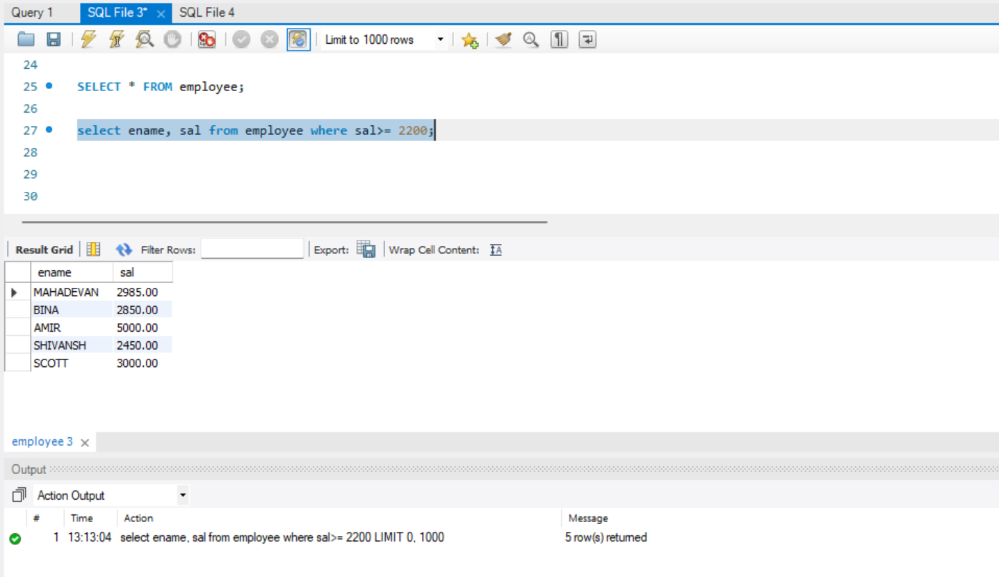 Query 1 SQL File 3* × SQL File 4
Limit to 1000 rows
24
25 SELECT * FROM employee;
26
27 select ename, sal from employee where sal>= 2200;
28
29
30
Result Grid Filter Rows: Export: Wrap Cell Content: IA
ename sal
MAHADEVAN 2985.00
BINA 2850.00
AMIR 5000.00
SHIVANSH 2450.00
SCOTT 3000.00
employee 3 ×
Output
Action Output
# Time Action Message
1 13:13:04 select ename, sal from employee where sal>= 2200 LIMIT 0, 1000 5 row(s) returned